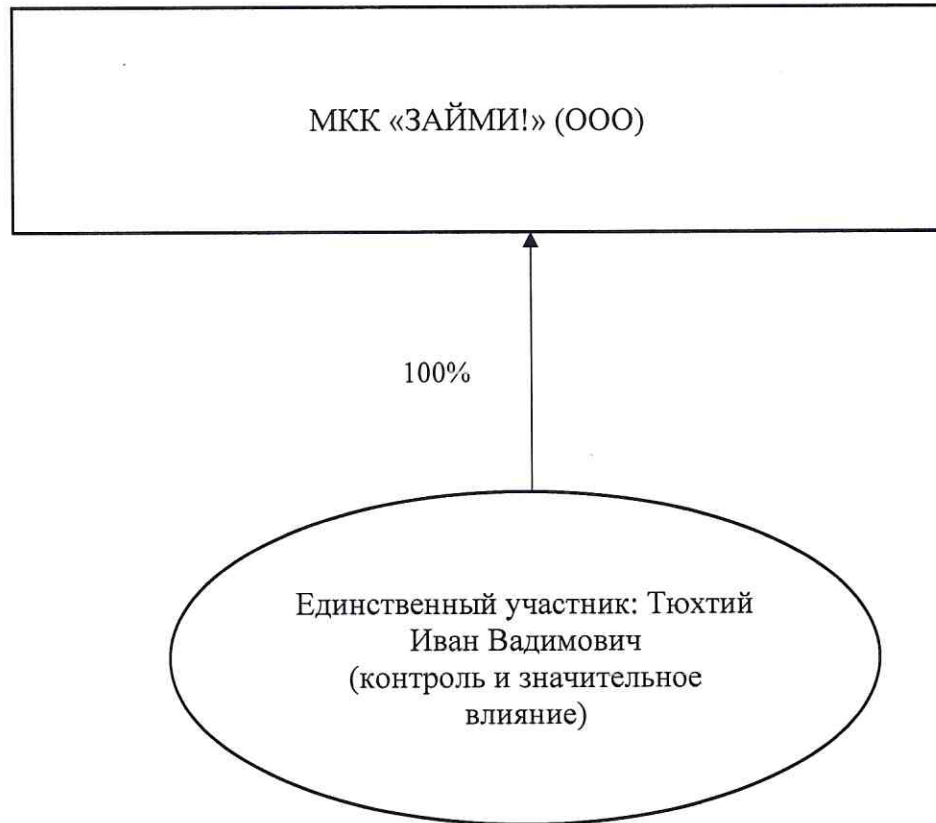 МКК «ЗАЙМИ!» (ООО)
100%
Единственный участник: Тюхтий
Иван Вадимович
(контроль и значительное
влияние)